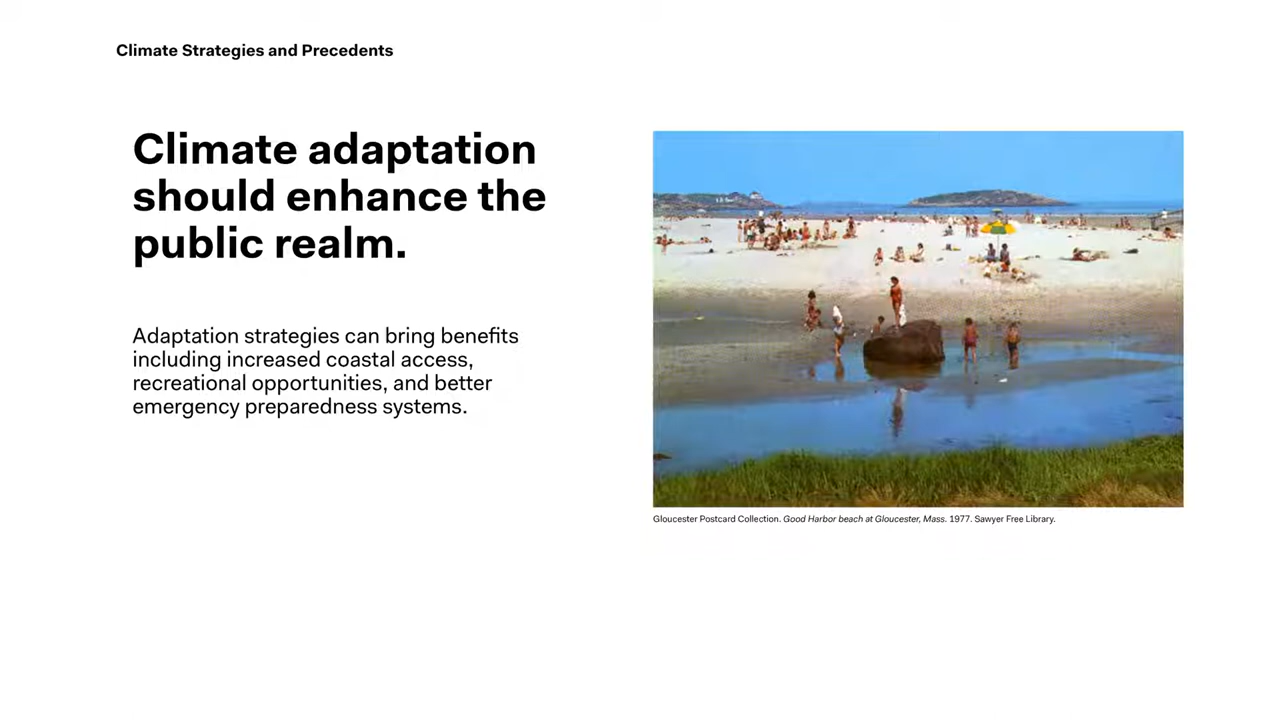 Climate Strategies and Precedents
Climate adaptation
should enhance the
public realm.
Adaptation strategies can bring benefits
including increased coastal access,
recreational opportunities, and better
emergency preparedness systems.
Gloucester Postcard Collection. Good Harbor beach at Gloucester, Mass. 1977. Sawyer Free Library.